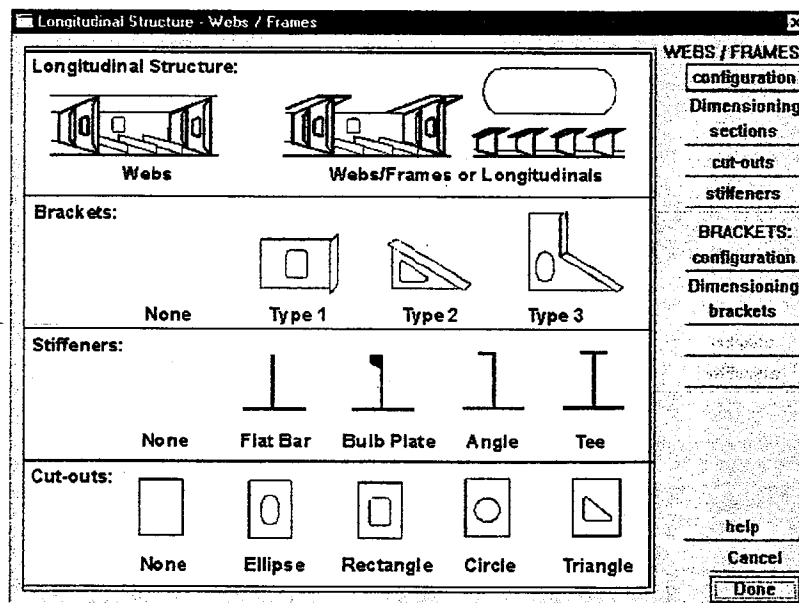 Longitudinal Structure - Webs / Frames
Longitudinal Structure:
Webs
Webs/Frames or Longitudinals
Brackets:
None Type 1 Type 2 Type 3
Stiffeners:
None Flat Bar Bulb Plate Angle Tee
Cut-outs:
None Ellipse Rectangle Circle Triangle
WEBS / FRAMES
configuration
Dimensioning
sections
cut-outs
stiffeners
BRACKETS:
configuration
Dimensioning
brackets
help
Cancel
Done